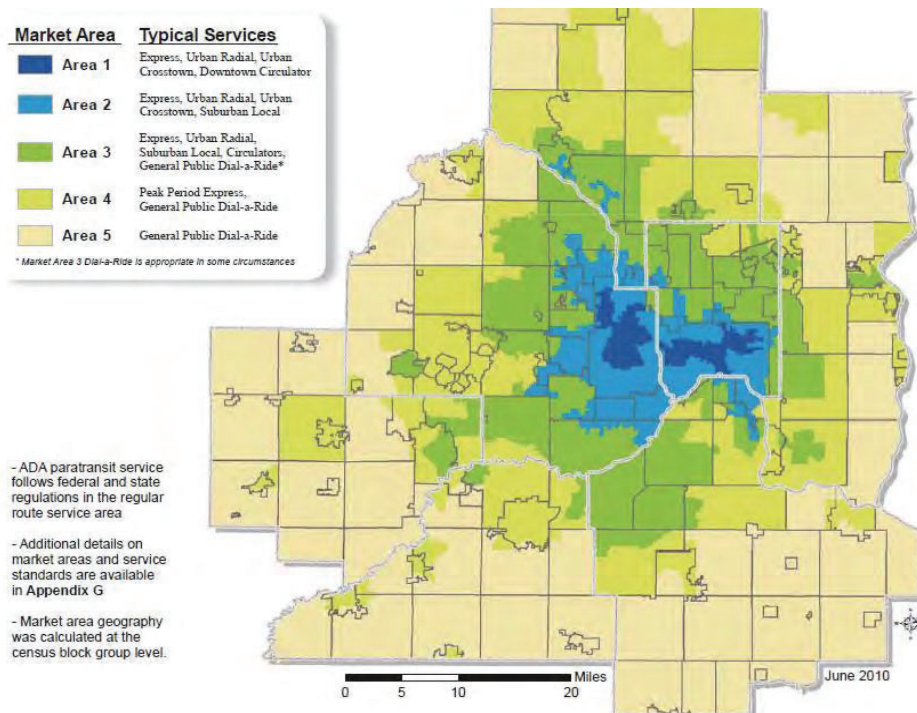 Market Area Typical Services
Area 1 Express, Urban Radial, Urban
Crosstown, Downtown Circulator
Area 2 Express, Urban Radial, Urban
Crosstown, Suburban Local
Area 3 Express, Urban Radial,
Suburban Local, Circulators,
General Public Dial-a-Ride*
Area 4 Peak Period Express,
General Public Dial-a-Ride
Area 5 General Public Dial-a-Ride
* Market Area 3 Dial-a-Ride is appropriate in some circumstances
- ADA paratransit service
follows federal and state
regulations in the regular
route service area
- Additional details on
market areas and service
standards are available
in Appendix G
- Market area geography
was calculated at the
census block group level.
Miles
0 5 10 20
June 2010